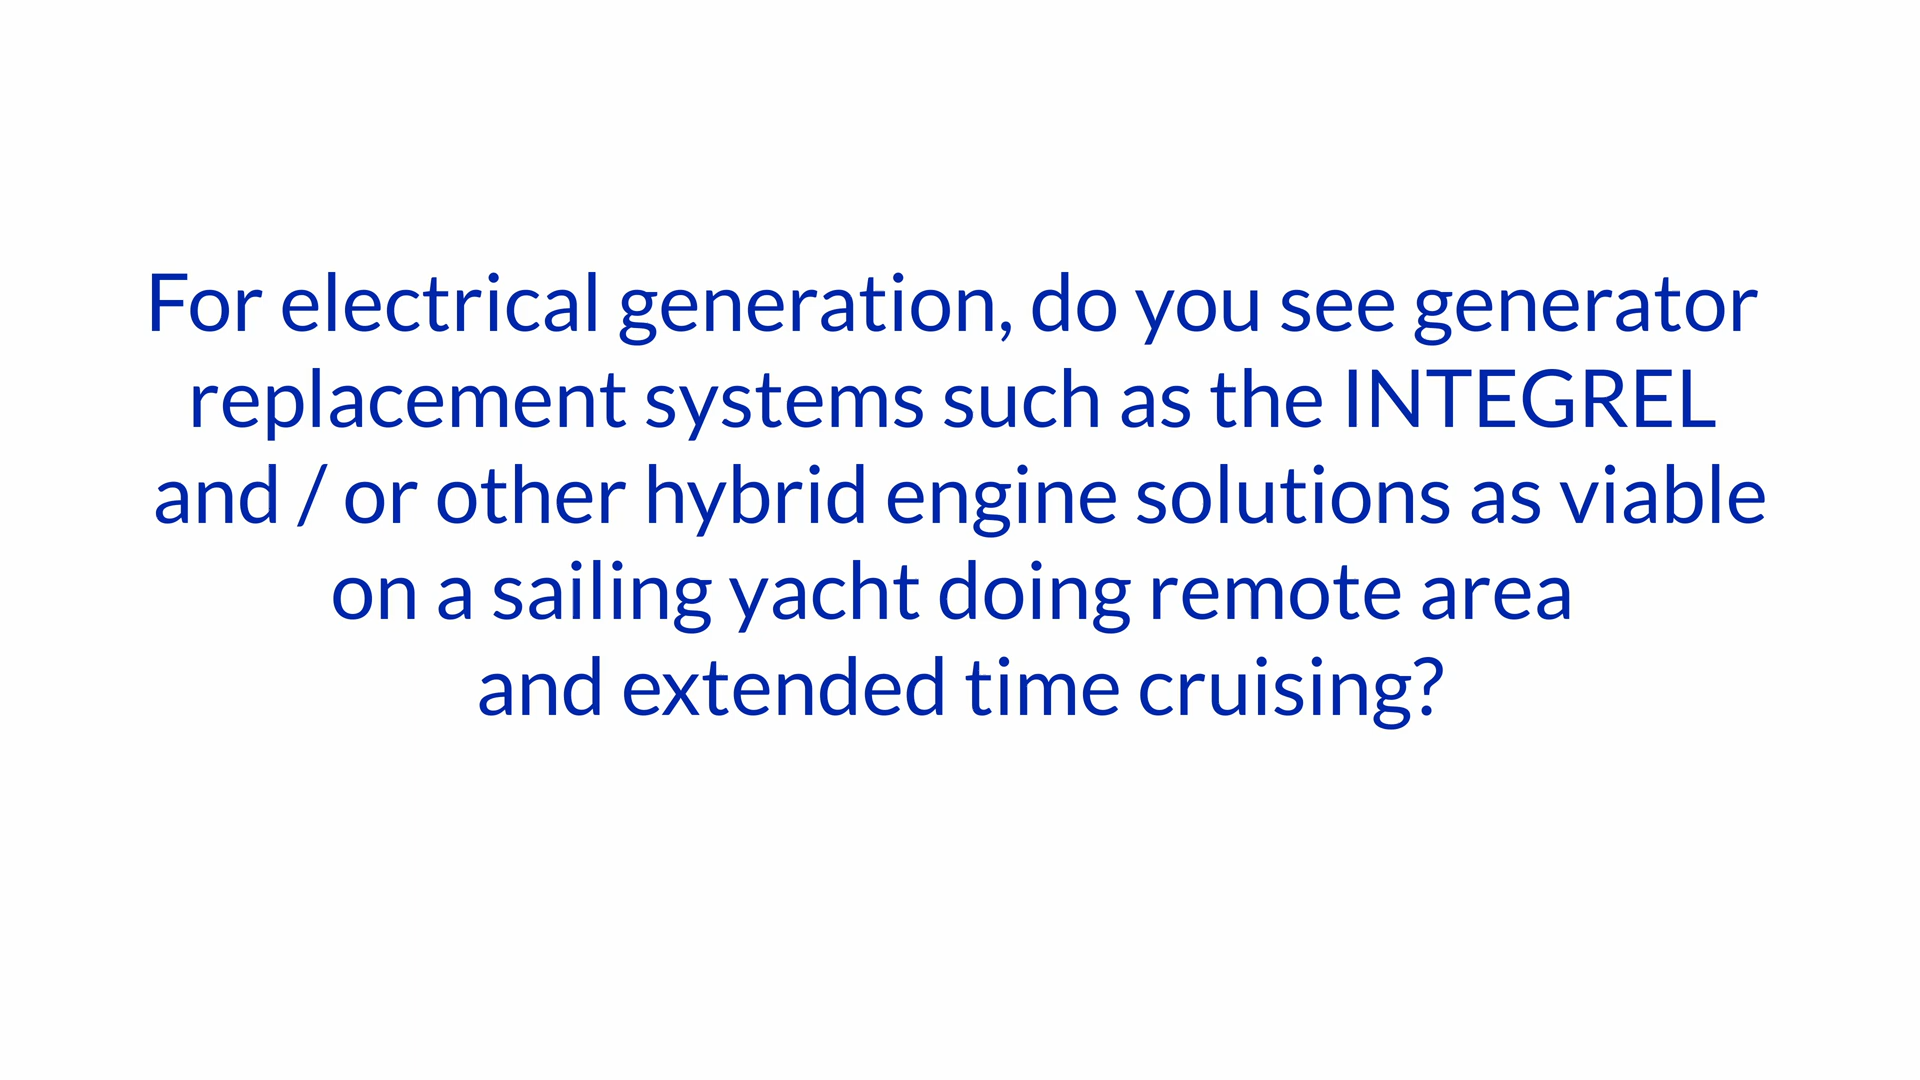 For electrical generation, do you see generator
replacement systems such as the INTEGREL
and / or other hybrid engine solutions as viable
on a sailing yacht doing remote area
and extended time cruising?